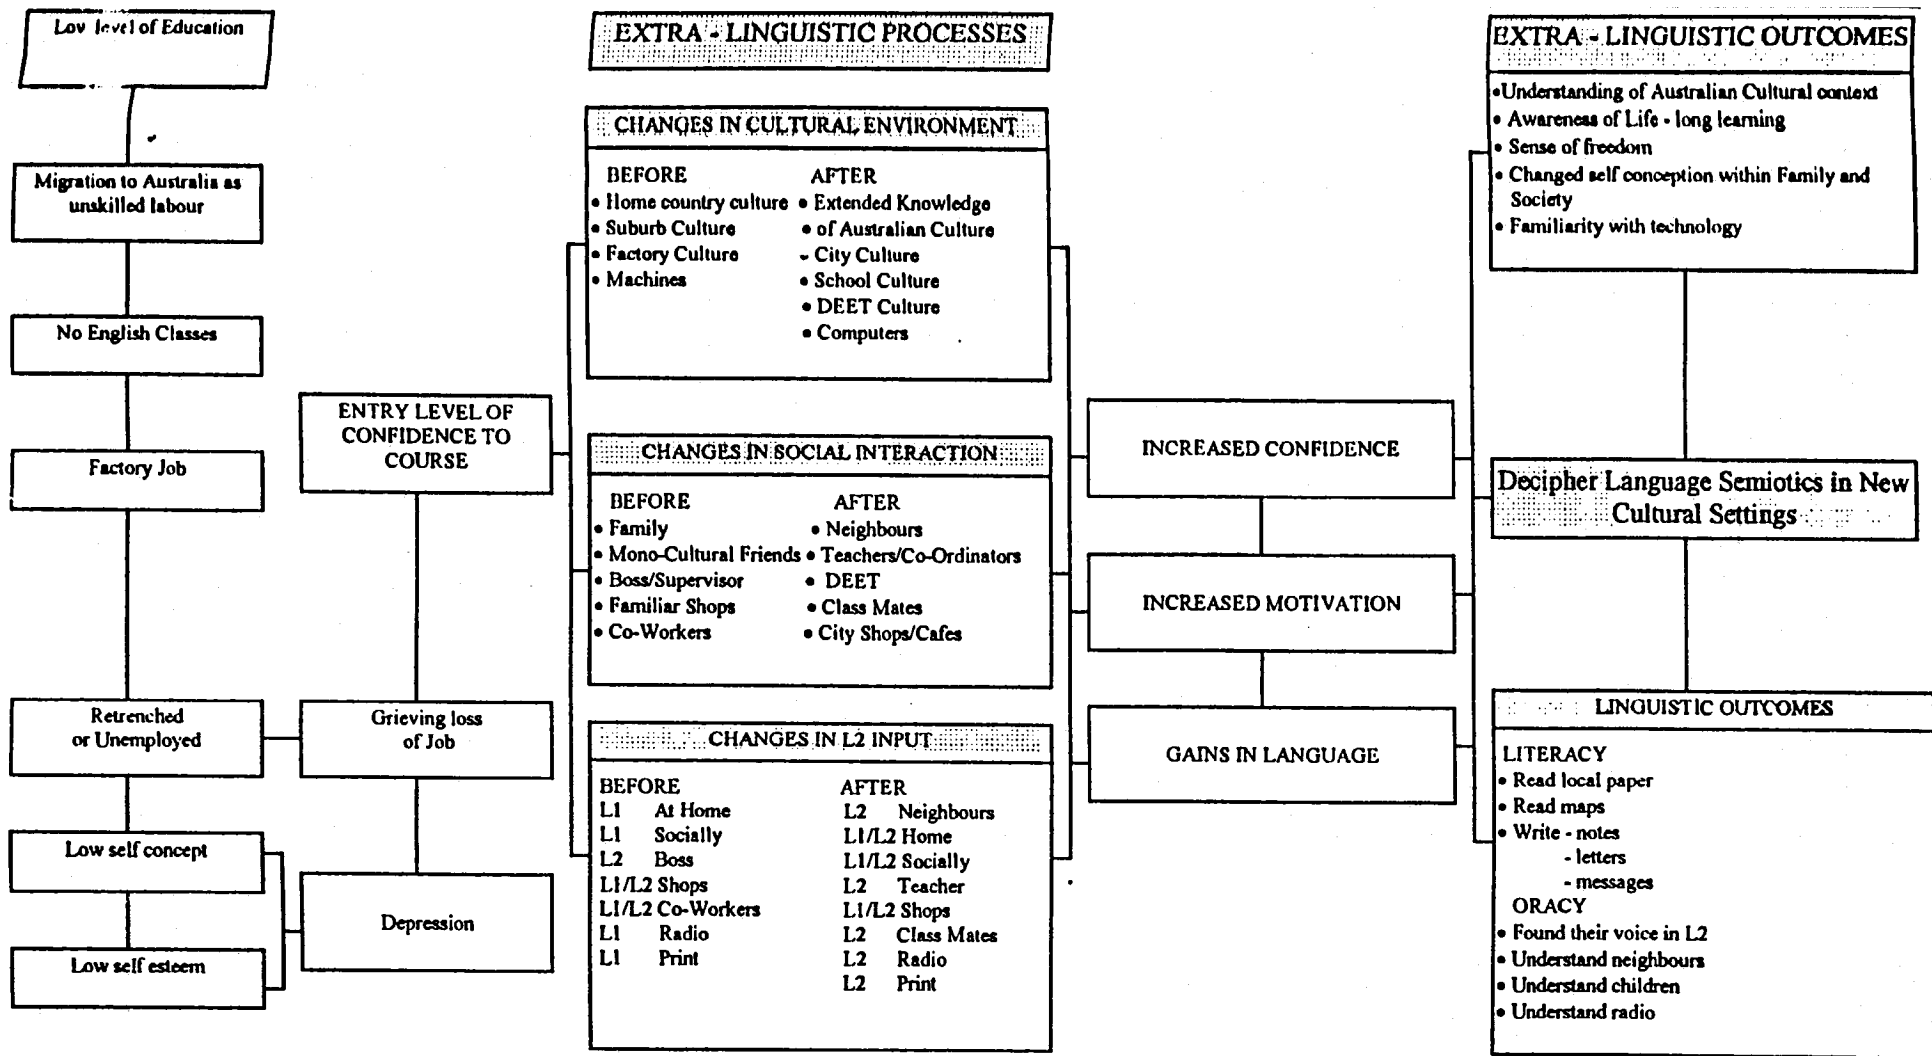 Low level of Education
Migration to Australia as
unskilled labour
No English Classes
Factory Job
Retrenched
or Unemployed
Low self concept
Low self esteem
ENTRY LEVEL OF
CONFIDENCE TO
COURSE
Grieving loss
of Job
Depression
EXTRA - LINGUISTIC PROCESSES
CHANGES IN CULTURAL ENVIRONMENT
BEFORE AFTER
• Home country culture • Extended Knowledge
• Suburb Culture • of Australian Culture
• Factory Culture - City Culture
• Machines • School Culture
• DEET Culture
• Computers
CHANGES IN SOCIAL INTERACTION
BEFORE AFTER
• Family • Neighbours
• Mono-Cultural Friends • Teachers/Co-Ordinators
• Boss/Supervisor • DEET
• Familiar Shops • Class Mates
• Co-Workers • City Shops/Cafes
CHANGES IN L2 INPUT
BEFORE AFTER
L1 At Home L2 Neighbours
L1 Socially L1/L2 Home
L2 Boss L1/L2 Socially
L1/L2 Shops L2 Teacher
L1/L2 Co-Workers L1/L2 Shops
L1 Radio L2 Class Mates
L1 Print L2 Radio
L2 Print
INCREASED CONFIDENCE
INCREASED MOTIVATION
GAINS IN LANGUAGE
EXTRA - LINGUISTIC OUTCOMES
•Understanding of Australian Cultural context
• Awareness of Life - long learning
• Sense of freedom
• Changed self conception within Family and
Society
• Familiarity with technology
Decipher Language Semiotics in New
Cultural Settings
LINGUISTIC OUTCOMES
LITERACY
• Read local paper
• Read maps
• Write - notes
- letters
- messages
ORACY
• Found their voice in L2
• Understand neighbours
• Understand children
• Understand radio